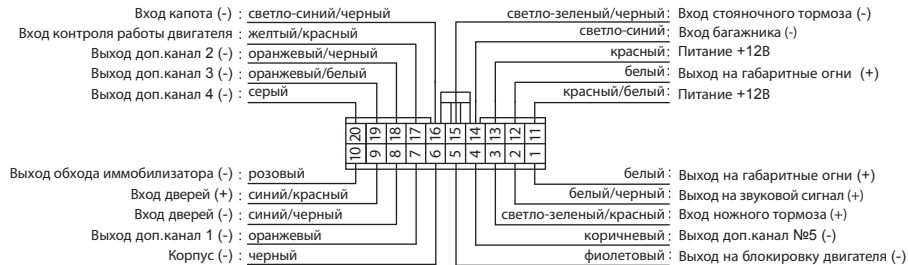 Вход капота (-) : светло-синий/черный
Вход контроля работы двигателя : желтый/красный
Выход доп.канал 2 (-) : оранжевый/черный
Выход доп.канал 3 (-) : оранжевый/белый
Выход доп.канал 4 (-) : серый
светло-зеленый/черный : Вход стояночного тормоза (-)
светло-синий : Вход багажника (-)
красный : Питание +12В
белый : Выход на габаритные огни (+)
красный/белый : Питание +12В
20 19 18 17 16 15 14 13 12 11
10 9 8 7 6 5 4 3 2 1
Выход обхода иммобилизатора (-) : розовый
Вход дверей (+) : синий/красный
Вход дверей (-) : синий/черный
Выход доп.канал 1 (-) : оранжевый
Корпус (-) : черный
белый : Выход на габаритные огни (+)
белый/черный : Выход на звуковой сигнал (+)
светло-зеленый/красный : Вход ножного тормоза (+)
коричневый : Выход доп.канал №5 (-)
фиолетовый : Выход на блокировку двигателя (-)